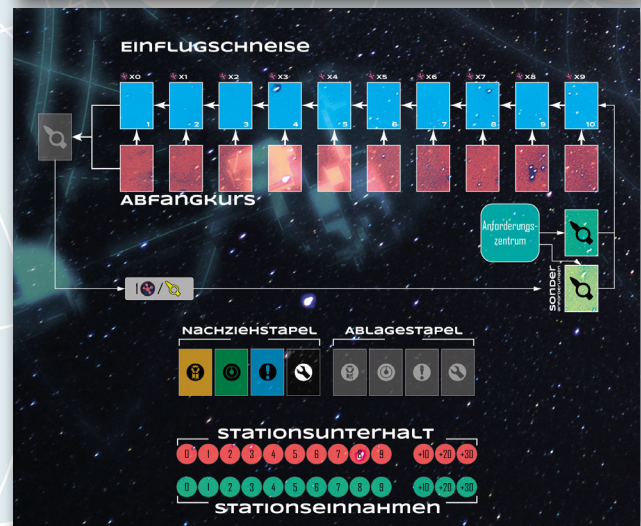 EINFLUGSCHNEISE
X0 X1 X2 X3 X4 X5 X6 X7 X8 X9
1 2 3 4 5 6 7 8 9 10
ABFANGKURS
Anforderungs-
zentrum
SONDER
1 /
NACHZIEHSTAPEL ABLAGESTAPEL
STATIONSUNTERHALT
0 1 2 3 4 5 6 7 8 9 +10 +20 +30
0 1 2 3 4 5 6 7 8 9 +10 +20 +30
STATIONSEINNAHMEN